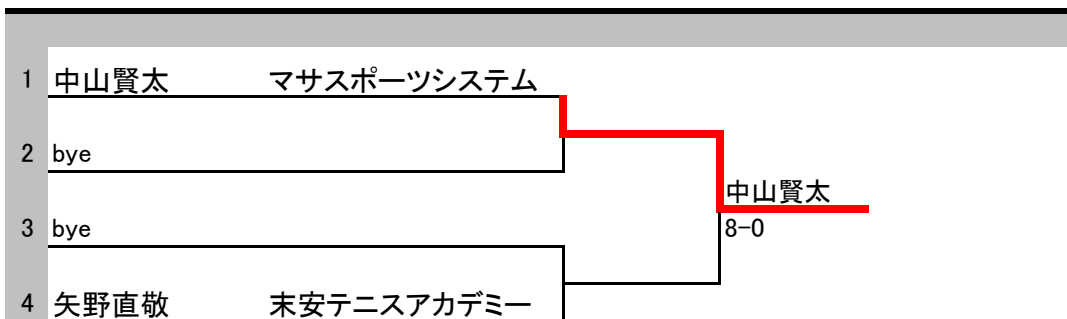 1 中山賢太 マサスポーツシステム
2 bye
中山賢太
3 bye
8-0
4 矢野直敬 末安テニスアカデミー